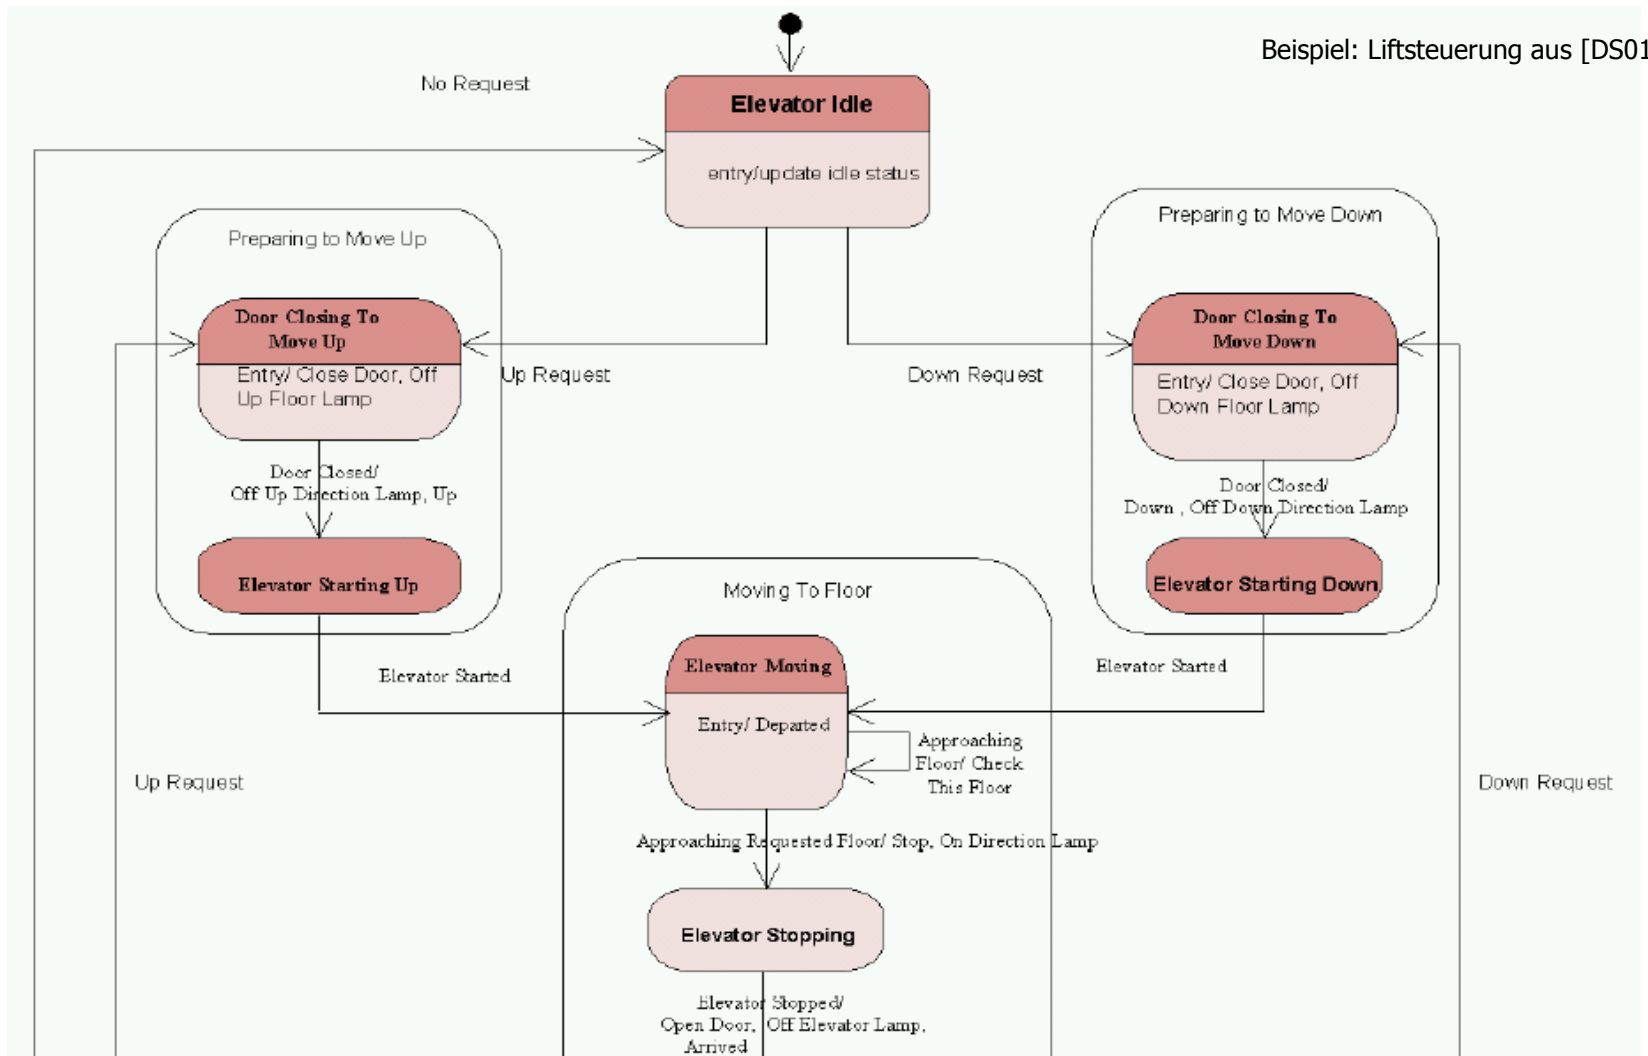 Beispiel: Liftsteuerung aus [DS01
No Request
Elevator Idle
entry/update idle status
Preparing to Move Up
Preparing to Move Down
Door Closing To
Move Up
Entry/ Close Door, Off
Up Floor Lamp
Up Request
Down Request
Door Closing To
Move Down
Entry/ Close Door, Off
Down Floor Lamp
Door Closed/
Off Up Direction Lamp, Up
Door Closed/
Down , Off Down Direction Lamp
Elevator Starting Up
Elevator Starting Down
Moving To Floor
Elevator Started
Elevator Started
Elevator Moving
Entry/ Departed
Approaching
Floor/ Check
This Floor
Up Request
Down Request
Approaching Requested Floor/ Stop, On Direction Lamp
Elevator Stopping
Elevator Stopped/
Open Door, Off Elevator Lamp,
Arrived